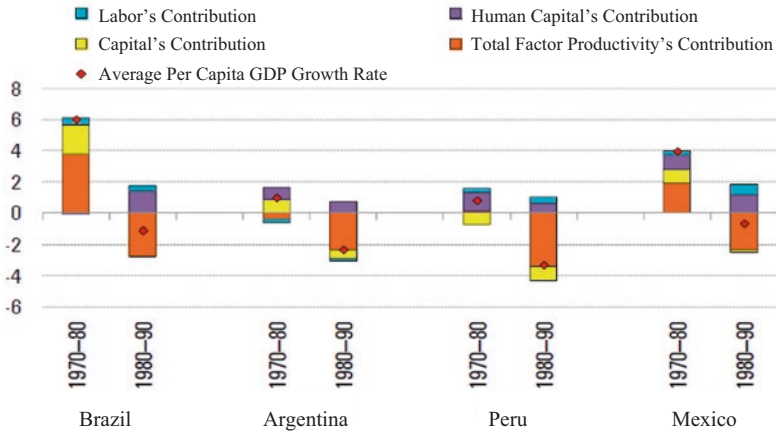 Labor's Contribution
Human Capital's Contribution
Capital's Contribution
Total Factor Productivity's Contribution
Average Per Capita GDP Growth Rate
8
6
4
2
0
-2
-4
-6
1970–80
1980–90
1970–80
1980–90
1970–80
1980–90
1970–80
1980–90
Brazil
Argentina
Peru
Mexico